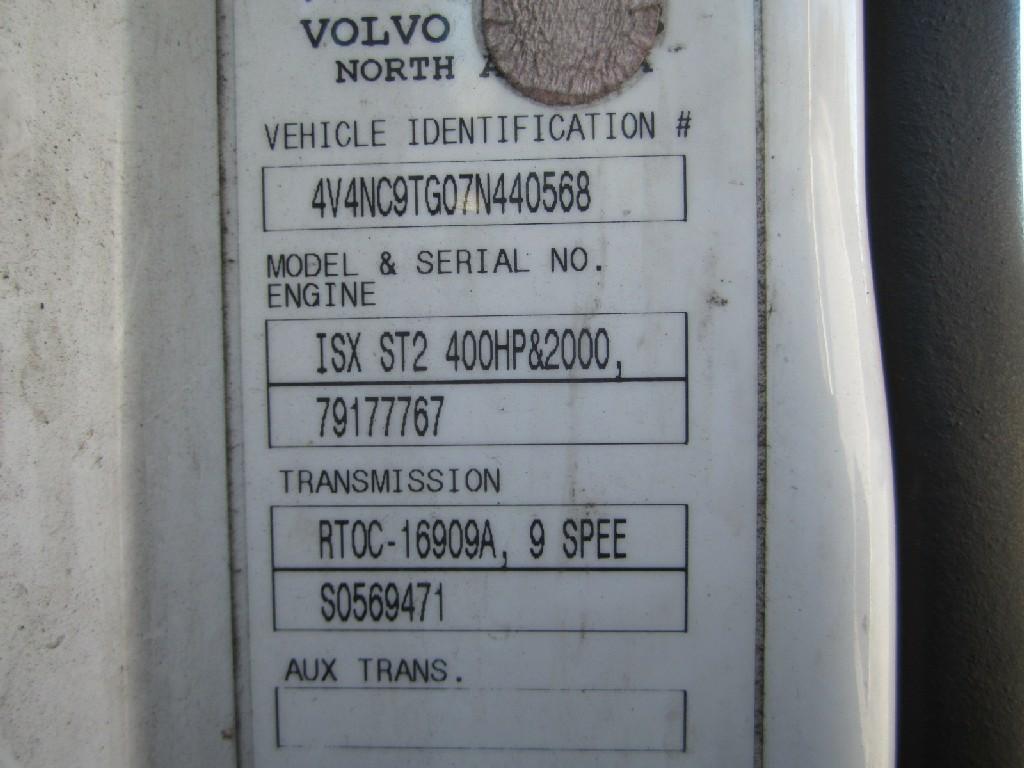 VOLVO
NORTH
VEHICLE IDENTIFICATION #
4V4NC9TG07N440568
MODEL & SERIAL NO.
ENGINE
ISX ST2 400HP&2000,
79177767
TRANSMISSION
RTOC-16909A, 9 SPEE
S0569471
AUX TRANS.